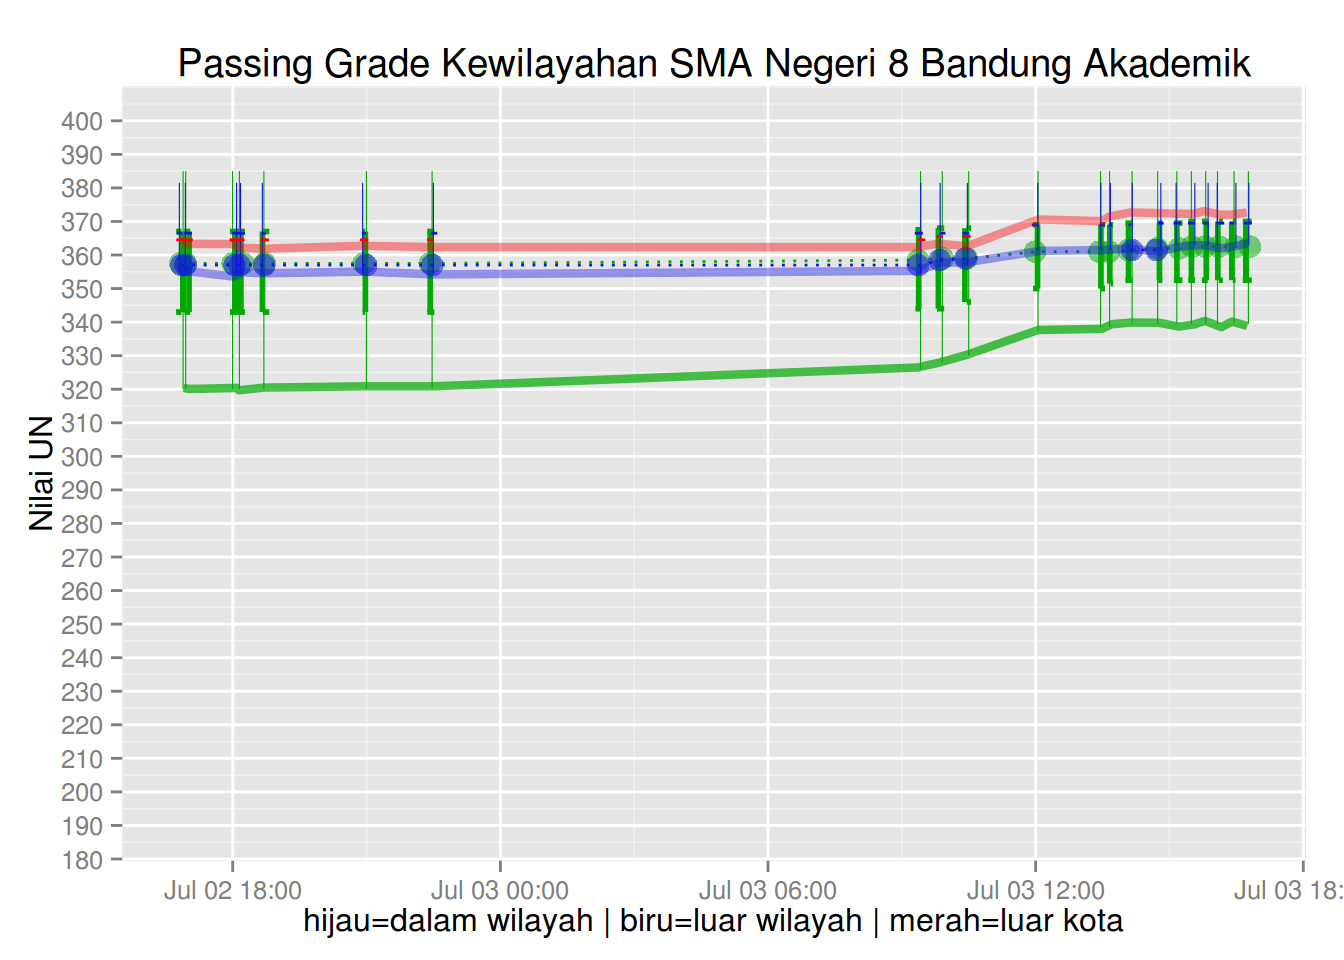 Passing Grade Kewilayahan SMA Negeri 8 Bandung Akademik
Nilai UN
400
390
380
370
360
350
340
330
320
310
300
290
280
270
260
250
240
230
220
210
200
190
180
Jul 02 18:00
Jul 03 00:00
Jul 03 06:00
Jul 03 12:00
Jul 03 18:
hijau=dalam wilayah | biru=luar wilayah | merah=luar kota